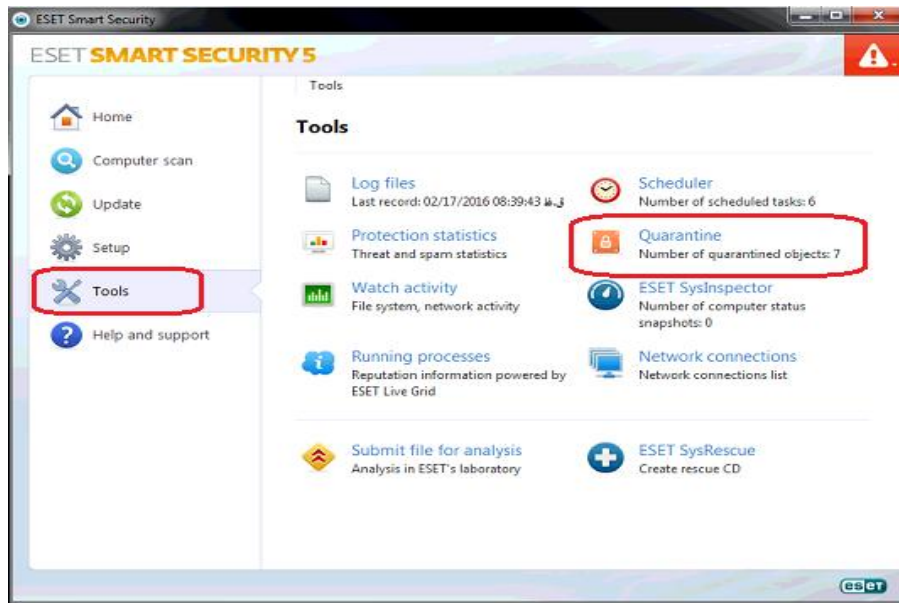 ESET Smart Security
ESET SMART SECURITY 5
Home
Computer scan
Update
Setup
Tools
Help and support
Tools
Tools
Log files
Last record: 02/17/2016 08:39:43 ق.ظ
Scheduler
Number of scheduled tasks: 6
Protection statistics
Threat and spam statistics
Quarantine
Number of quarantined objects: 7
Watch activity
File system, network activity
ESET SysInspector
Number of computer status
snapshots: 0
Running processes
Reputation information powered by
ESET Live Grid
Network connections
Network connections list
Submit file for analysis
Analysis in ESET's laboratory
ESET SysRescue
Create rescue CD
eseT